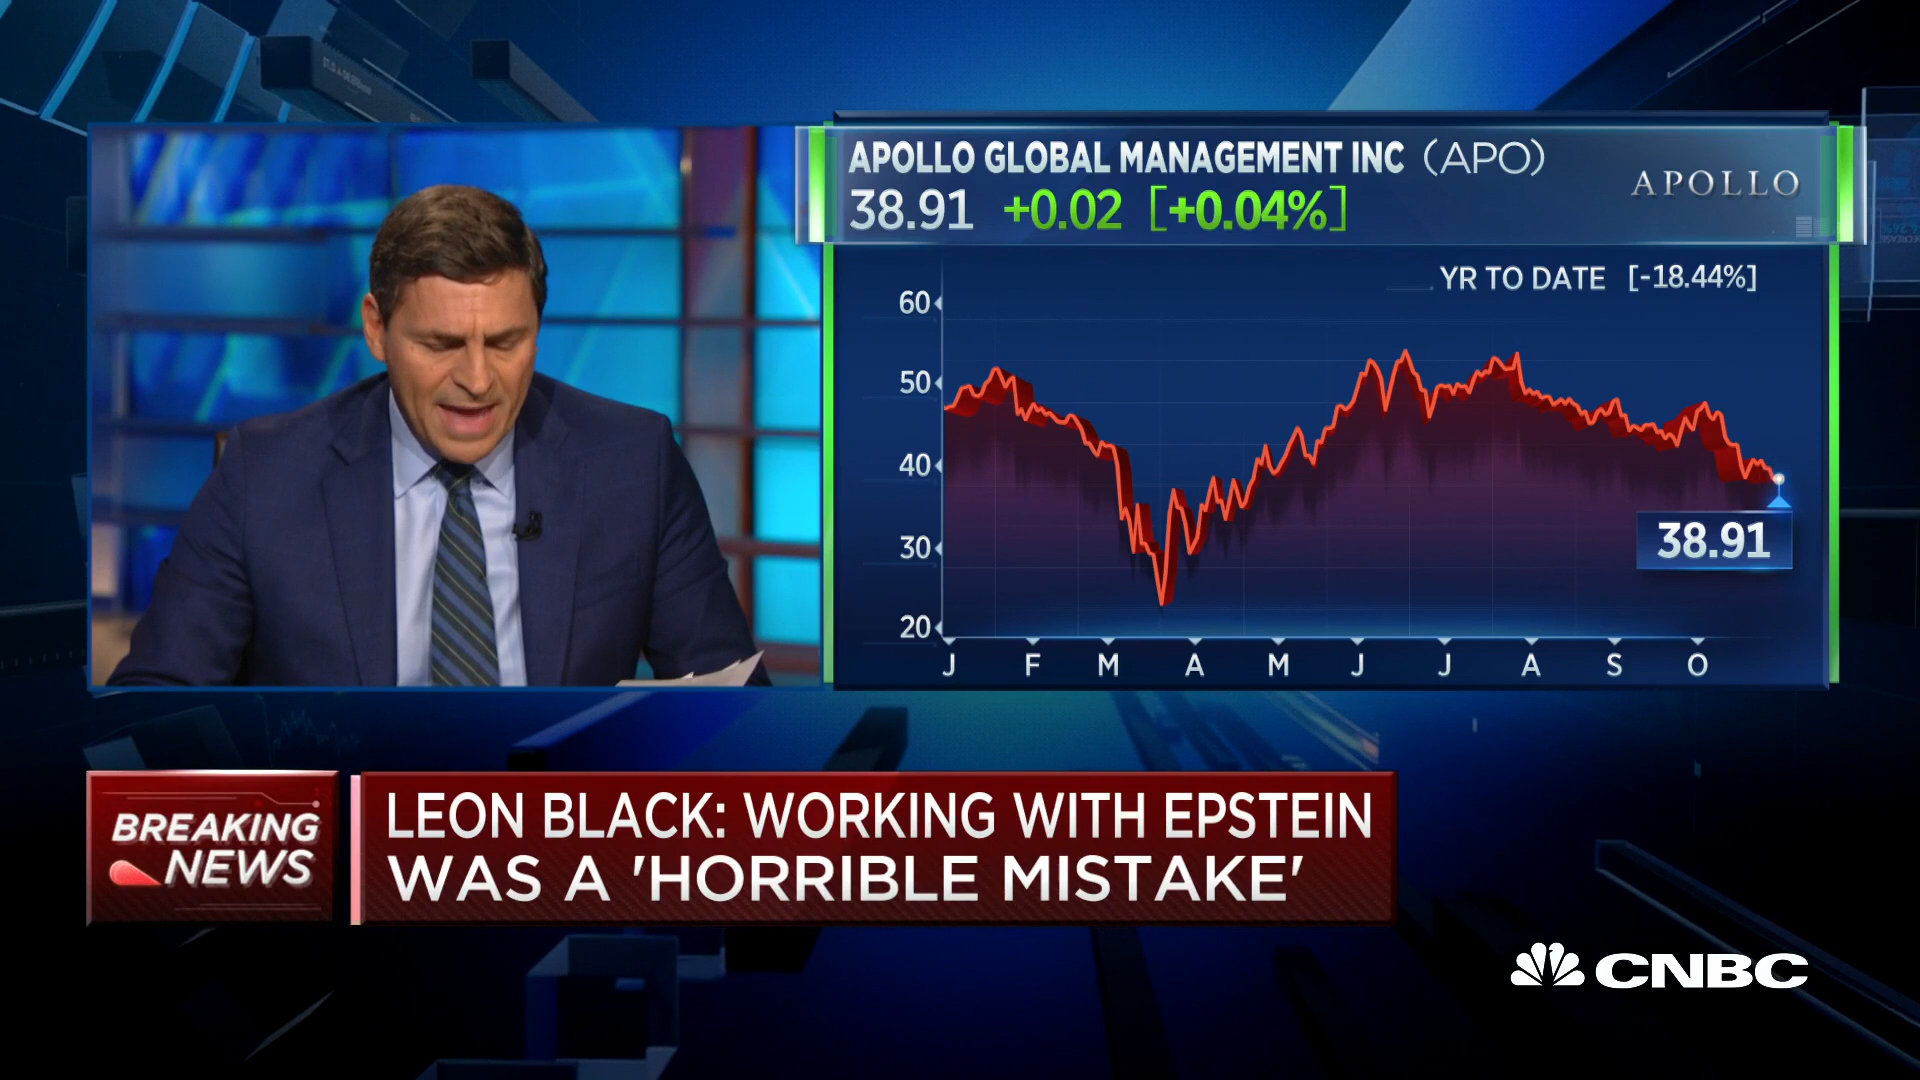 APOLLO GLOBAL MANAGEMENT INC (APO)
38.91 +0.02 [+0.04%]
APOLLO
YR TO DATE [-18.44%]
60
50
40
30
20
38.91
J F M A M J J A S O
BREAKING
NEWS
LEON BLACK: WORKING WITH EPSTEIN
WAS A 'HORRIBLE MISTAKE'
CNBC